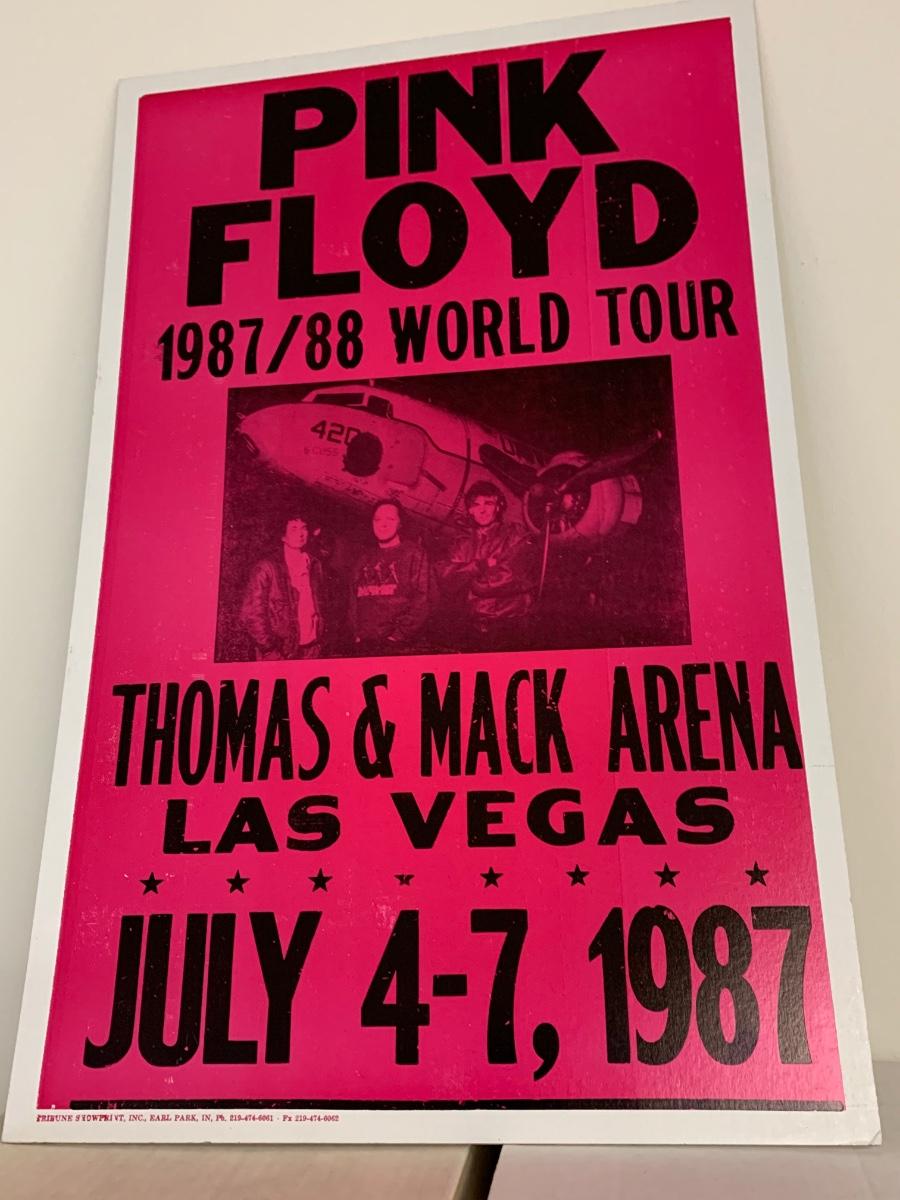 PINK
FLOYD
1987/88 WORLD TOUR
420
THOMAS & MACK ARENA
LAS VEGAS
JULY 4-7, 1987
TRIBUNE SHOWPRINT, INC., EARL PARK, IN, Ph. 219-474-6061 - Fx 219-474-6062